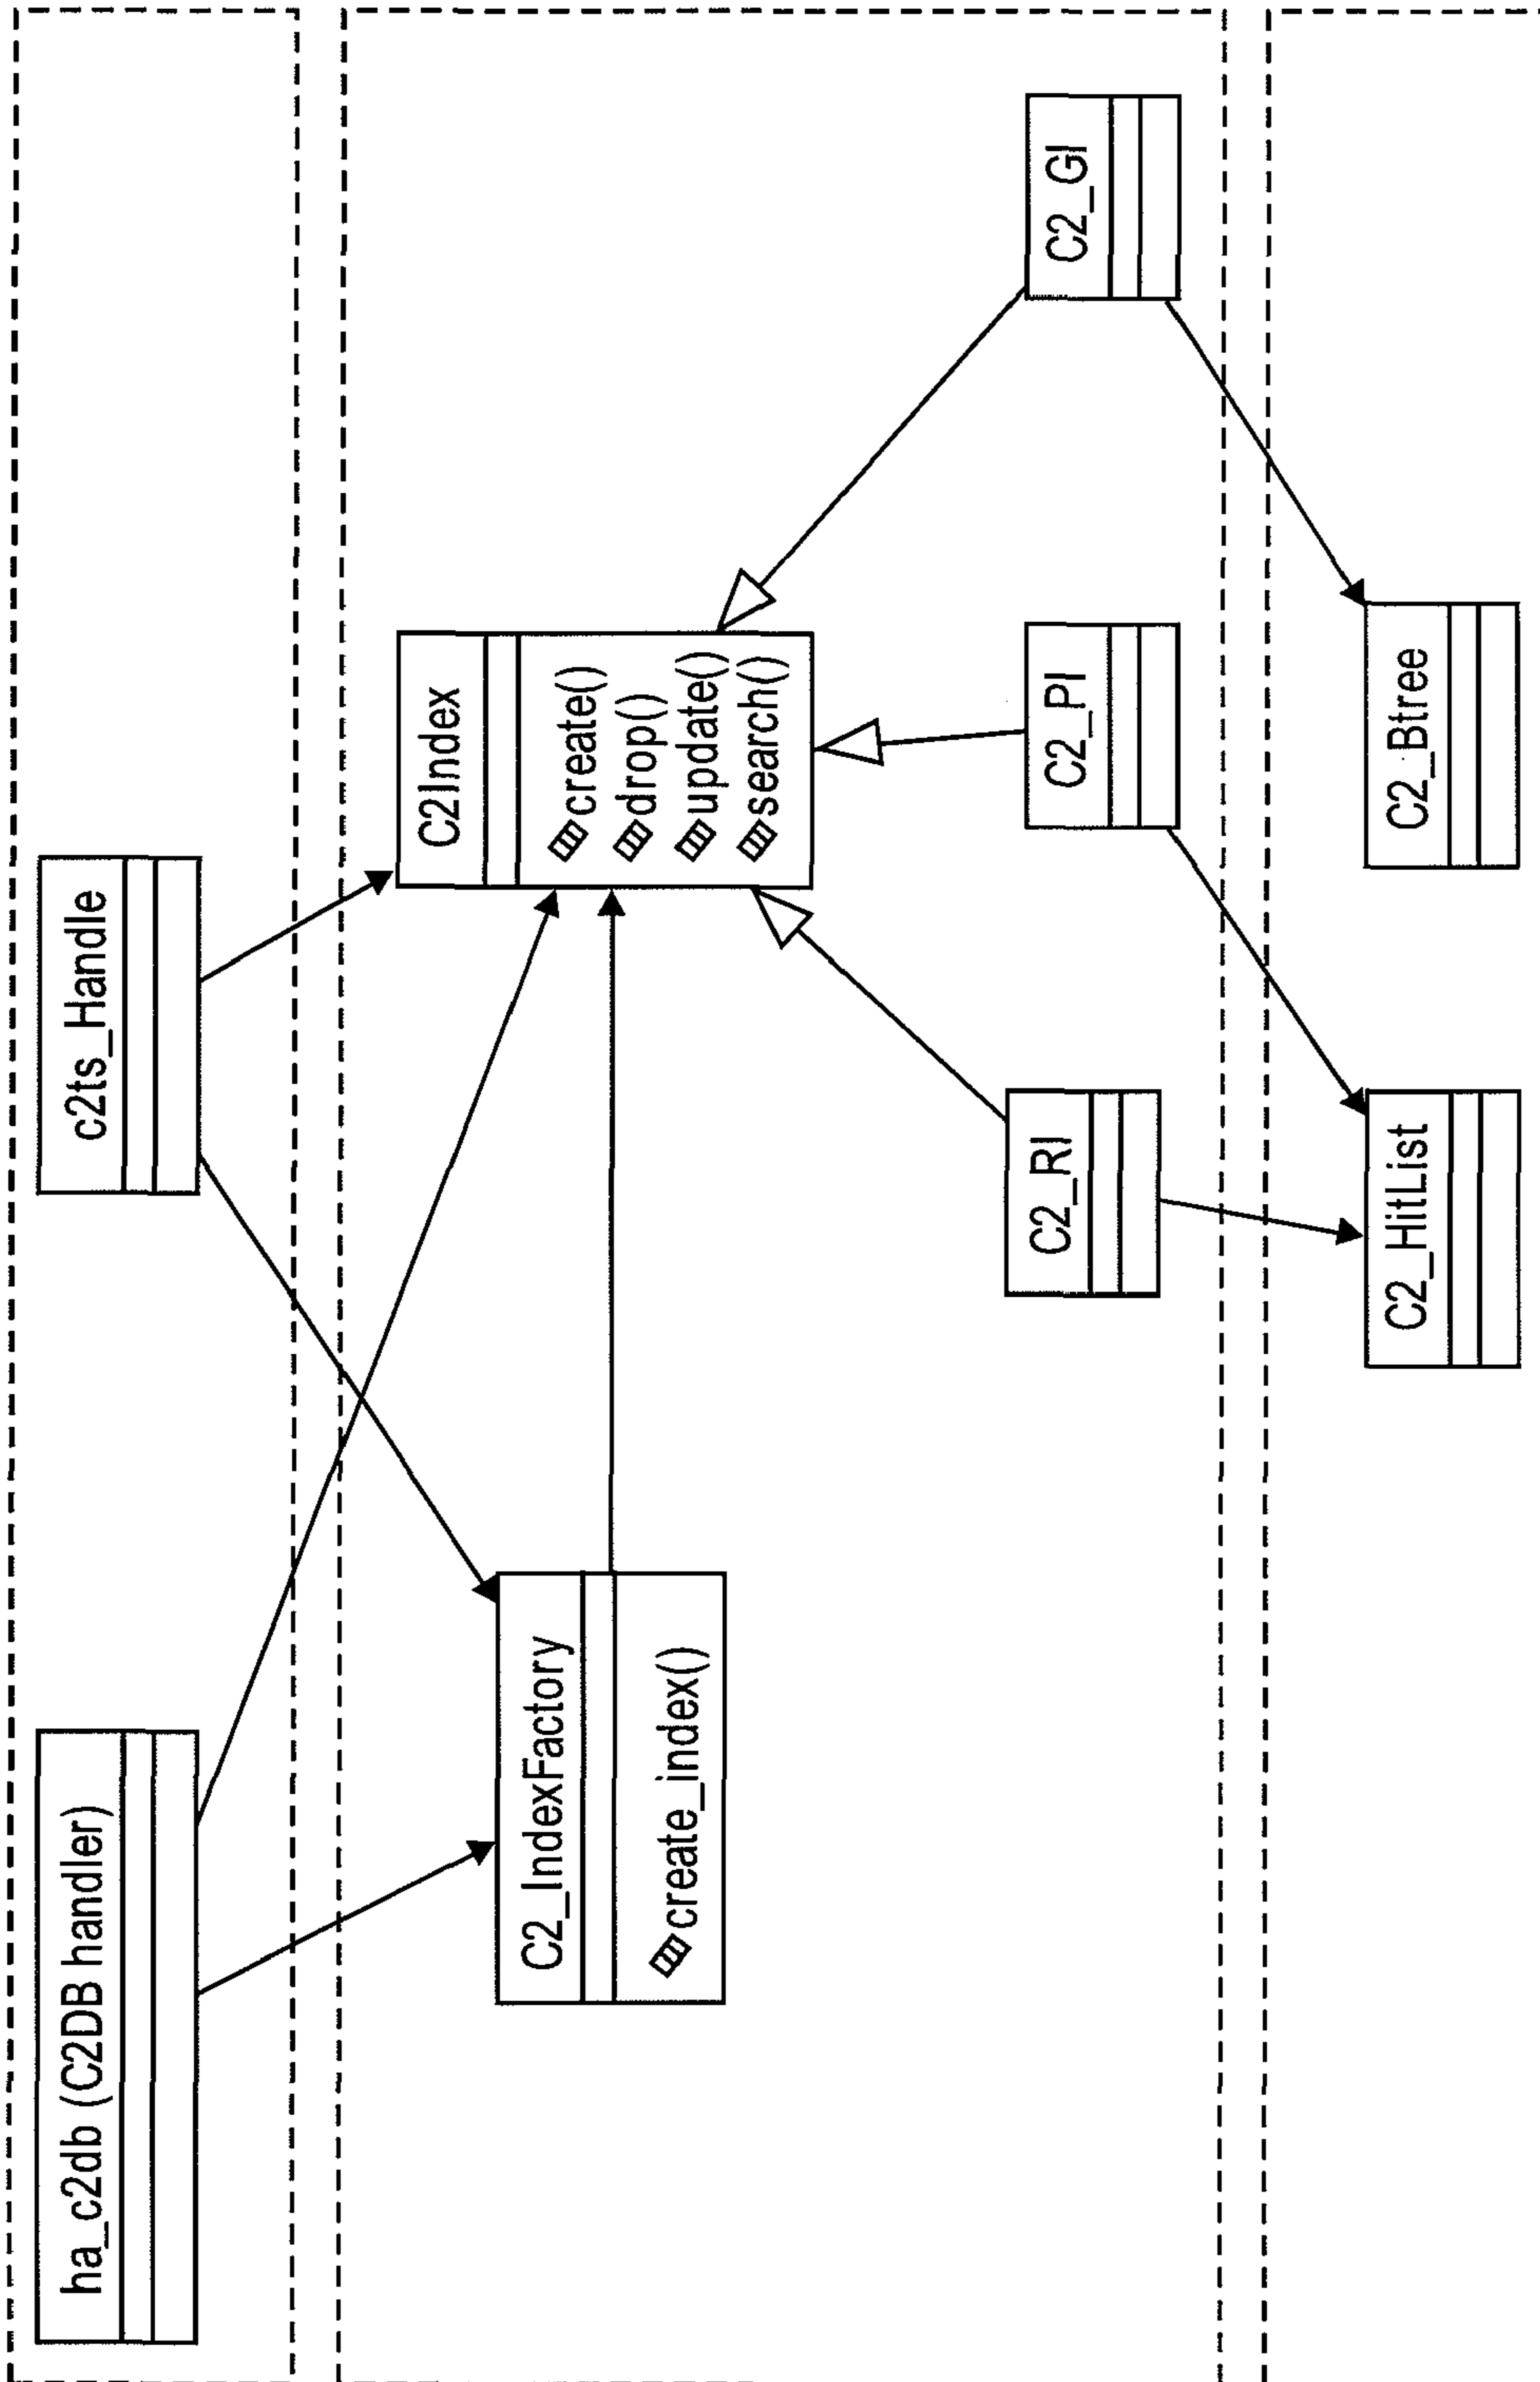 ha_c2db (C2DB handler)
c2ts_Handle
C2_IndexFactory
create_index()
C2Index
create()
drop()
update()
search()
C2_RI
C2_PI
C2_GI
C2_HitList
C2_Btree